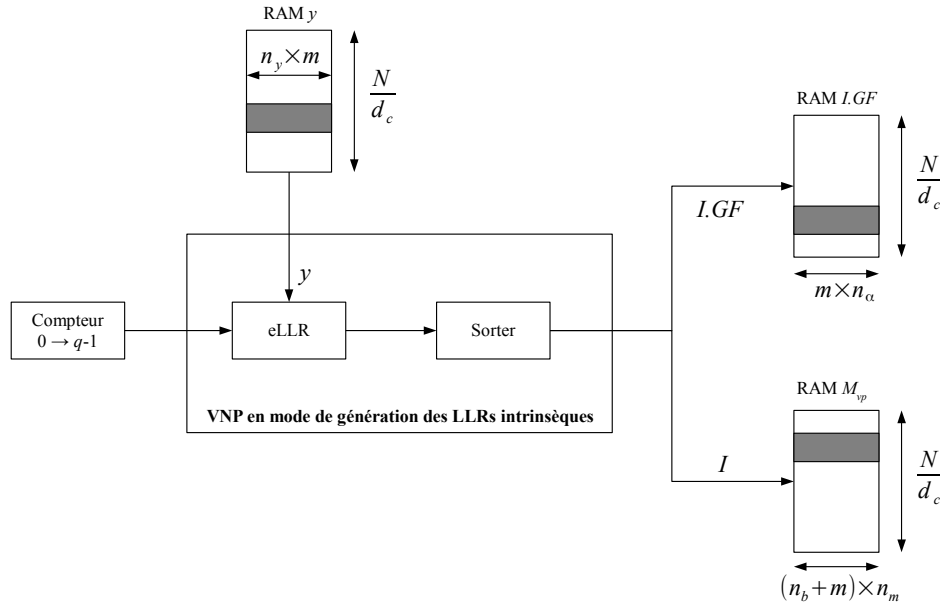 RAM y
n_y × m
N
d_c
RAM I.GF
N
d_c
m × n_α
I.GF
y
Compteur
0 → q-1
eLLR
Sorter
VNP en mode de génération des LLRs intrinsèques
I
RAM M_vp
N
d_c
(n_b + m) × n_m